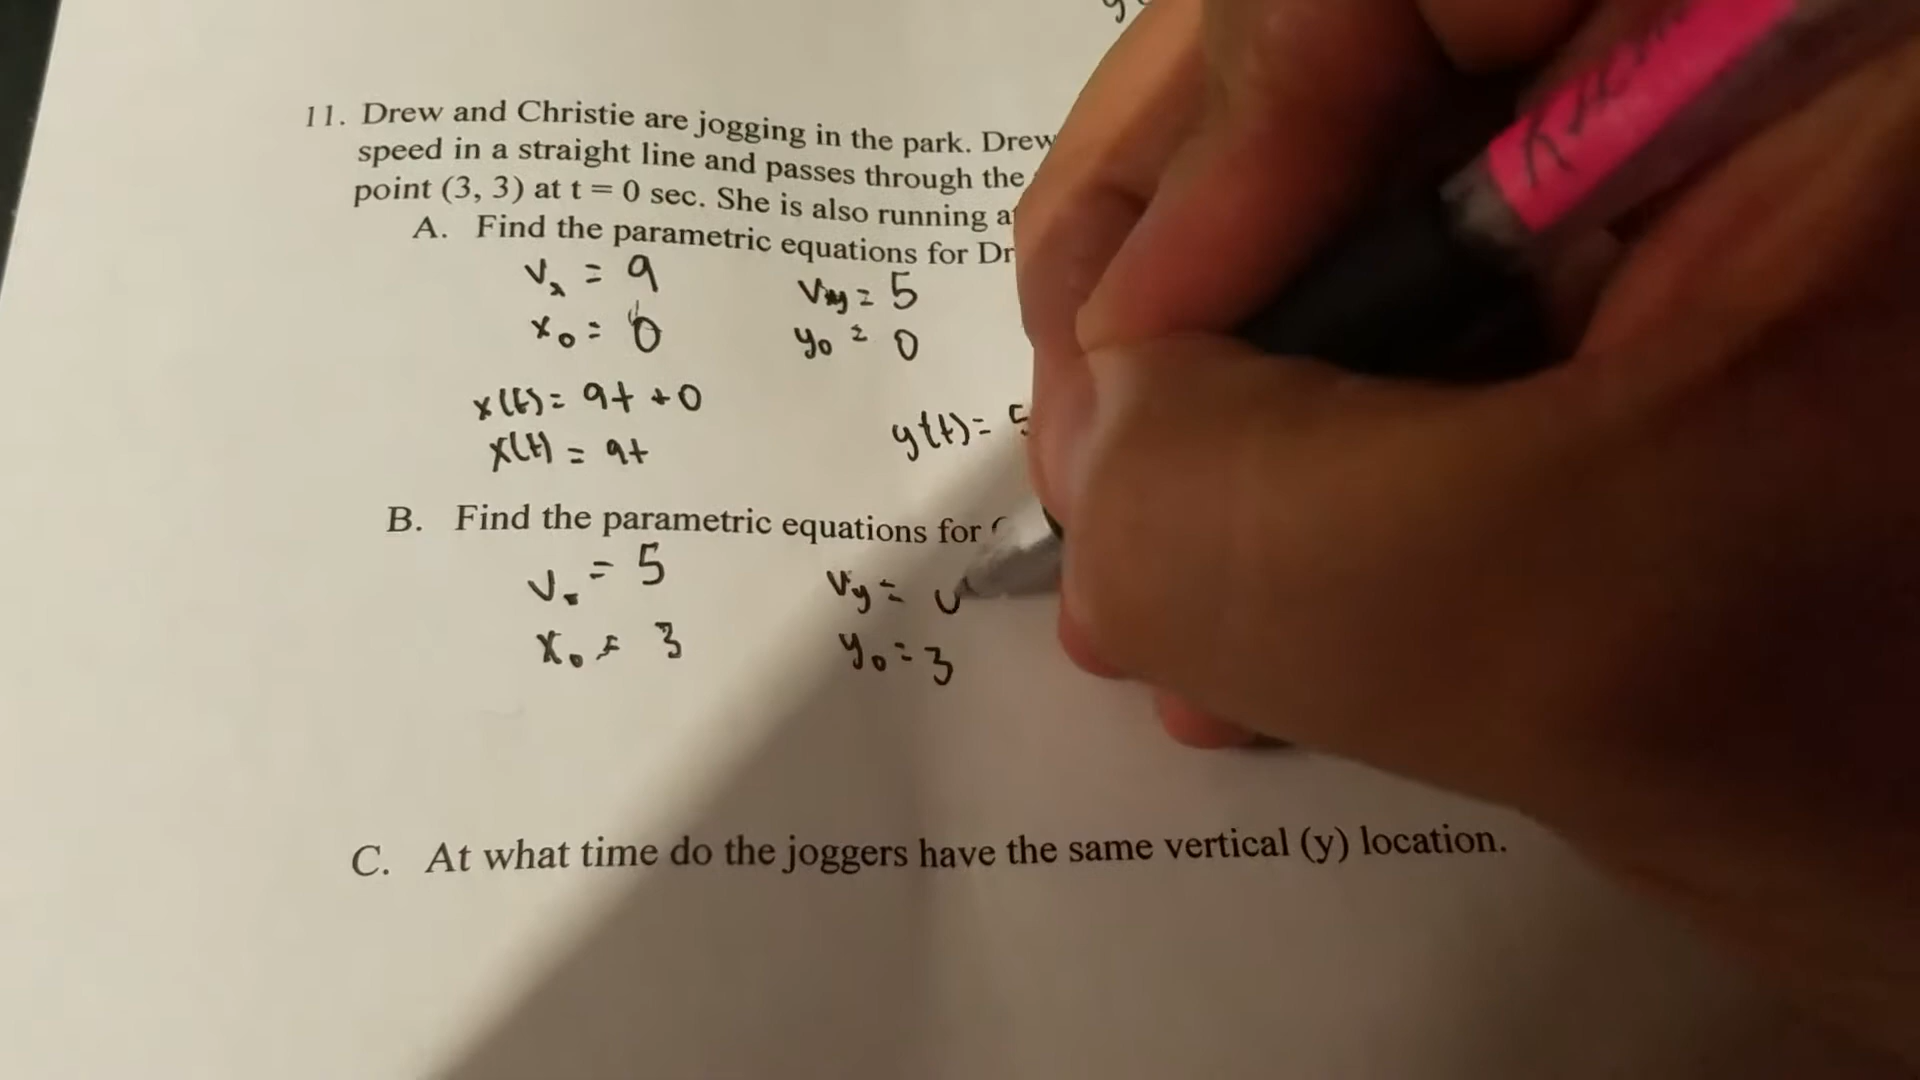 11. Drew and Christie are jogging in the park. Drew
speed in a straight line and passes through the
point (3, 3) at t = 0 sec. She is also running
A. Find the parametric equations for
Vₓ = 9 Vy = 5
x₀ = 0 y₀ = 0
x(t) = 9t + 0
x(t) = 9t y(t) = 5
B. Find the parametric equations for
V = 5 Vy =
x₀ = 3 y₀ = 3
C. At what time do the joggers have the same vertical (y) location.